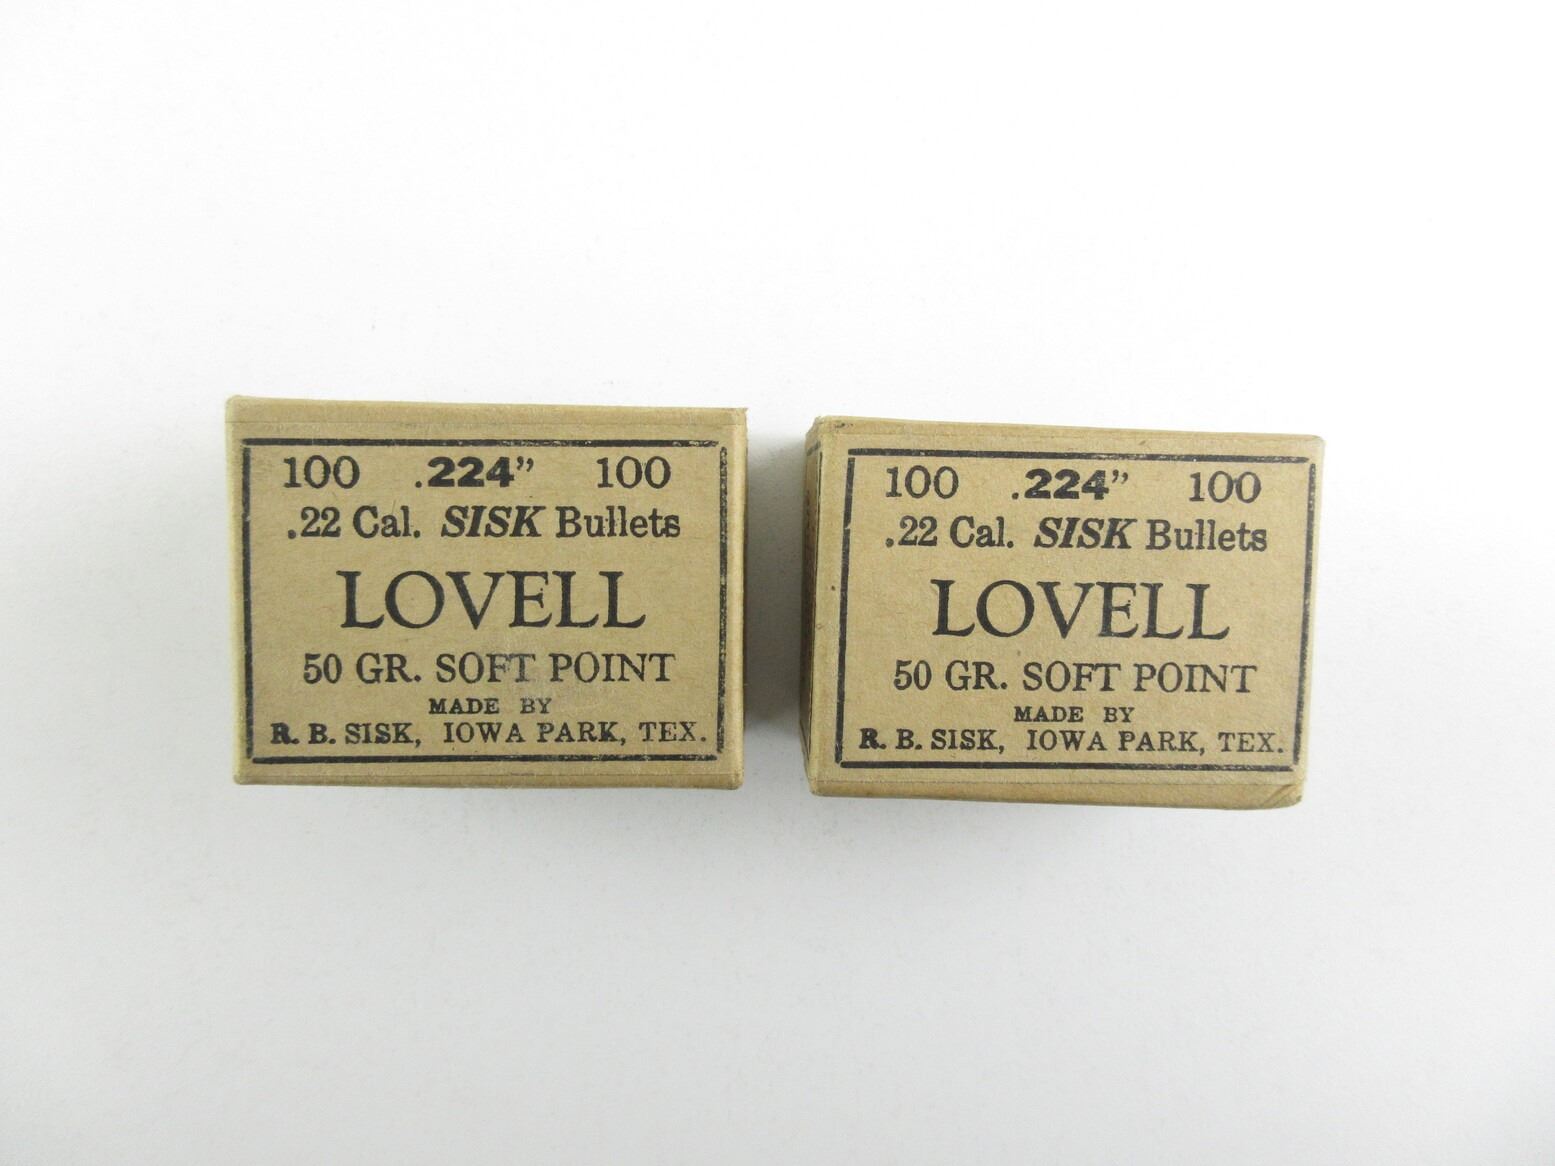 100 .224” 100
.22 Cal. SISK Bullets
LOVELL
50 GR. SOFT POINT
MADE BY
R. B. SISK, IOWA PARK, TEX.
100 .224” 100
.22 Cal. SISK Bullets
LOVELL
50 GR. SOFT POINT
MADE BY
R. B. SISK, IOWA PARK, TEX.